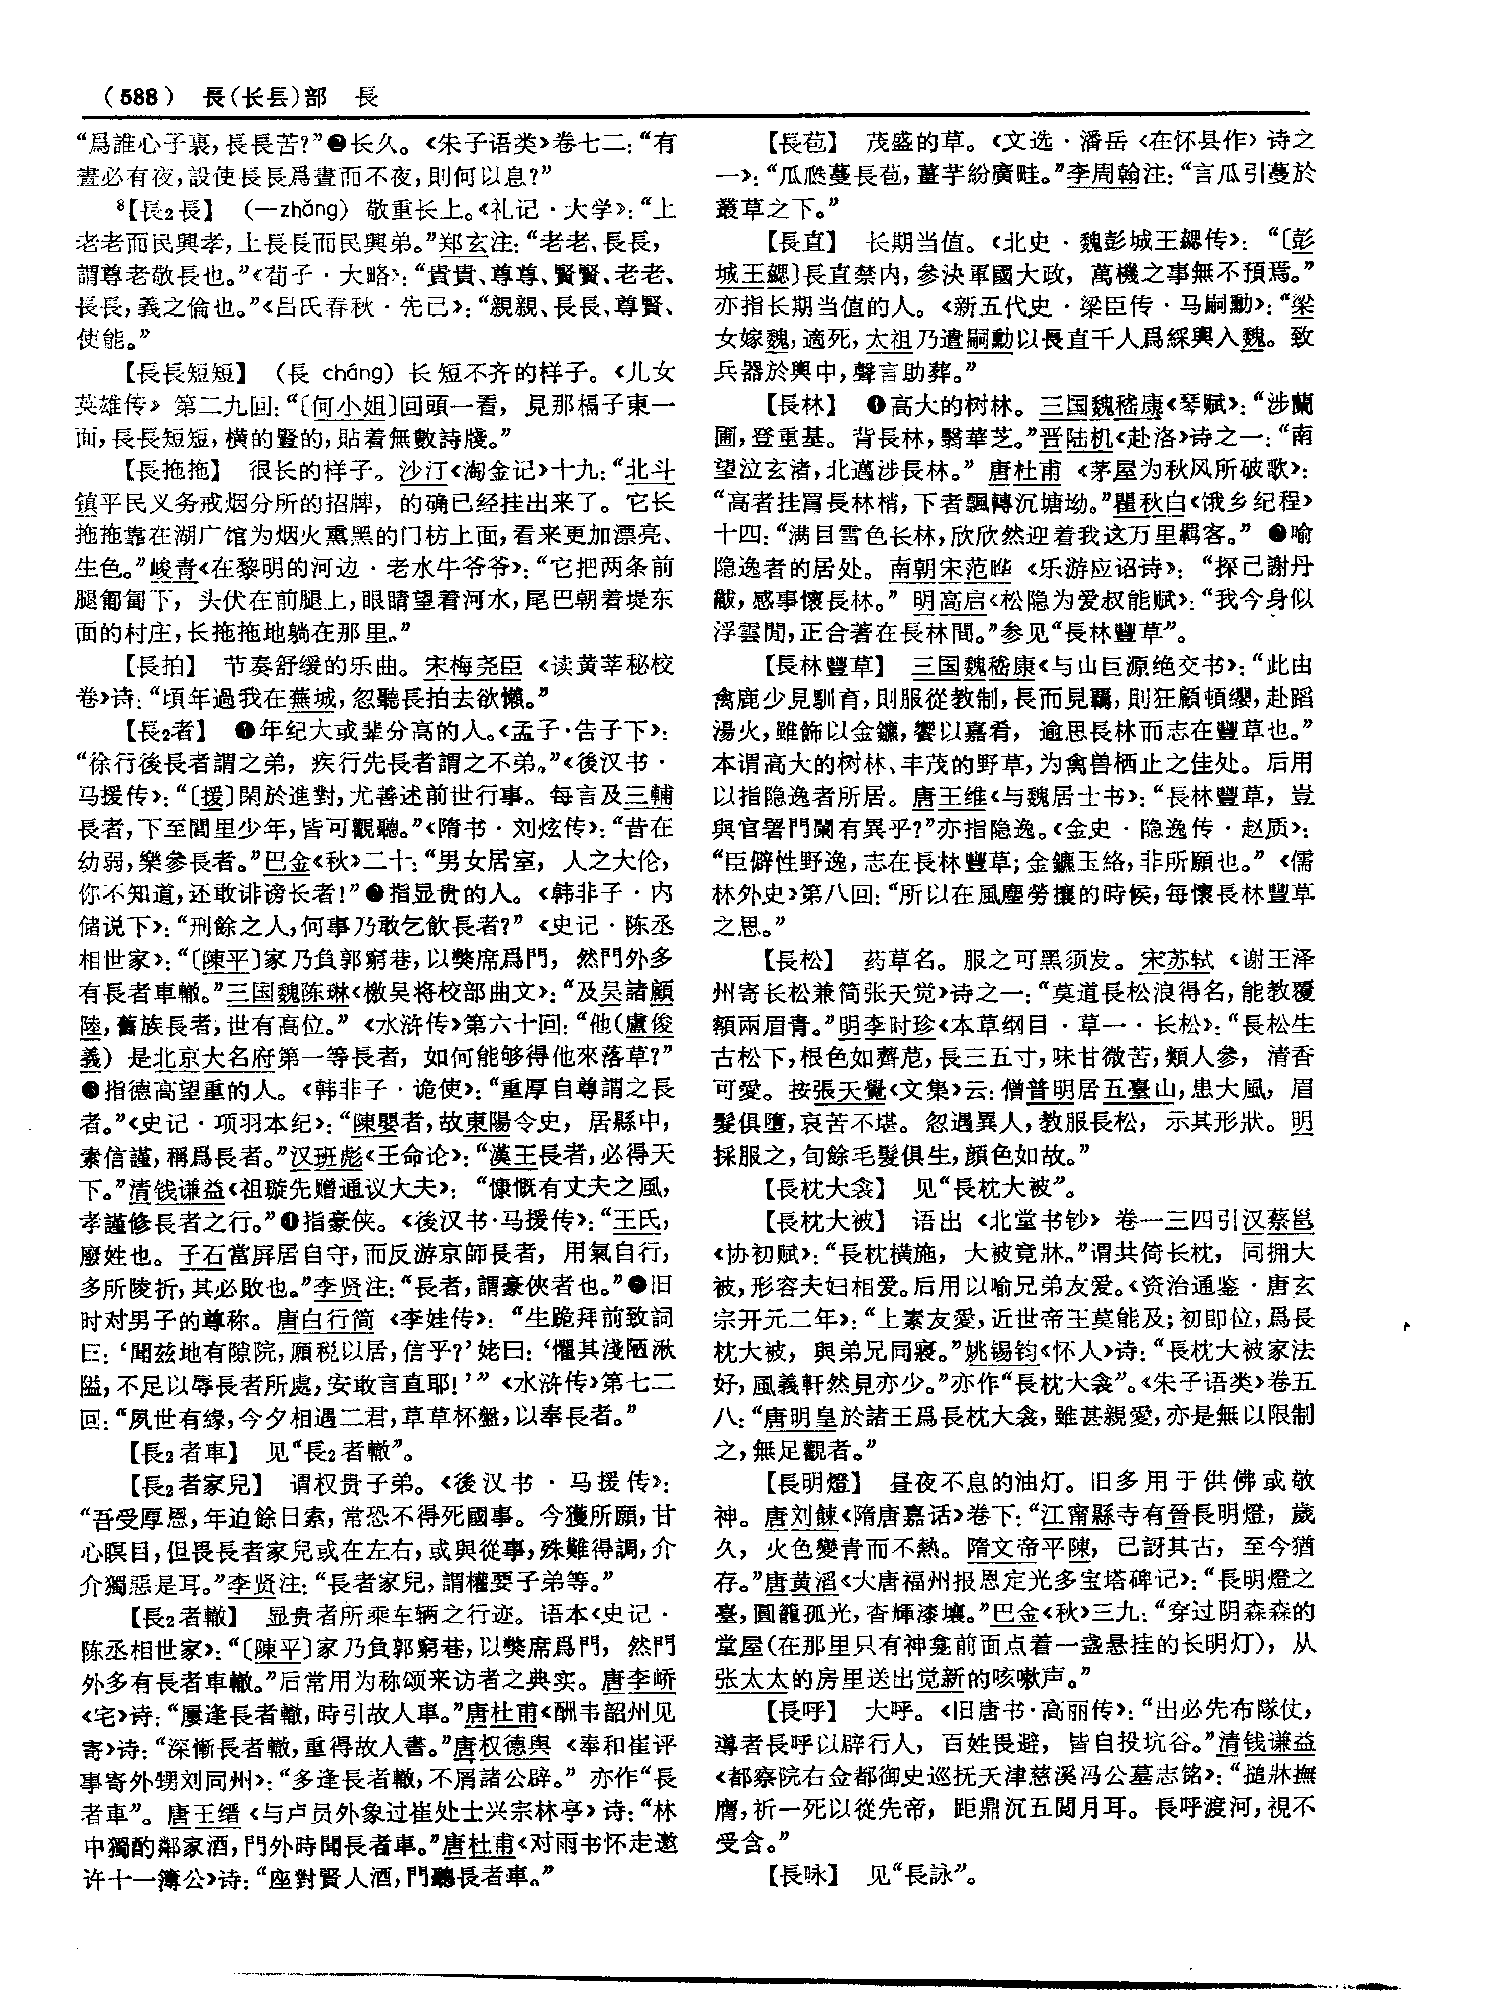 （588） 長(长镸)部 長
“爲誰心子裏，長長苦？”❷长久。《朱子语类》卷七二：“有
晝必有夜，設使長長爲晝而不夜，則何以息？”
⁸【長₂長】 （一zhǎng）敬重长上。《礼记·大学》：“上
老老而民興孝，上長長而民興弟。”郑玄注：“老老、長長，
謂尊老敬長也。”《荀子·大略》：“貴貴、尊尊、賢賢、老老、
長長，義之倫也。”《吕氏春秋·先己》：“親親、長長、尊賢、
使能。”
【長長短短】 （長 cháng）长短不齐的样子。《儿女
英雄传》第二九回：“〔何小姐〕回頭一看，見那槅子東一
面，長長短短，橫的豎的，貼着無數詩牋。”
【長拖拖】 很长的样子。沙汀《淘金记》十九：“北斗
镇平民义务戒烟分所的招牌，的确已经挂出来了。它长
拖拖靠在湖广馆为烟火熏黑的门枋上面，看来更加漂亮、
生色。”峻青《在黎明的河边·老水牛爷爷》：“它把两条前
腿匍匐下，头伏在前腿上，眼睛望着河水，尾巴朝着堤东
面的村庄，长拖拖地躺在那里。”
【長拍】 节奏舒缓的乐曲。宋梅尧臣《读黄莘秘校
卷》诗：“頃年過我在蕪城，忽聽長拍去欲懶。”
【長₂者】 ❶年纪大或辈分高的人。《孟子·告子下》：
“徐行後長者謂之弟，疾行先長者謂之不弟。”《後汉书·
马援传》：“〔援〕閑於進對，尤善述前世行事。每言及三輔
長者，下至閭里少年，皆可觀聽。”《隋书·刘炫传》：“昔在
幼弱，樂參長者。”巴金《秋》二十：“男女居室，人之大伦，
你不知道，还敢诽谤长者！”❷指显贵的人。《韩非子·内
储说下》：“刑餘之人，何事乃敢乞飲長者？”《史记·陈丞
相世家》：“〔陳平〕家乃負郭窮巷，以獘席爲門，然門外多
有長者車轍。”三国魏陈琳《檄吴将校部曲文》：“及吴諸顧
陸，舊族長者，世有高位。”《水浒传》第六十回：“他(盧俊
義)是北京大名府第一等長者，如何能够得他來落草？”
❸指德高望重的人。《韩非子·诡使》：“重厚自尊謂之長
者。”《史记·项羽本纪》：“陳嬰者，故東陽令史，居縣中，
素信謹，稱爲長者。”汉班彪《王命论》：“漢王長者，必得天
下。”清钱谦益《祖璇先赠通议大夫》：“慷慨有丈夫之風，
孝謹修長者之行。”❹指豪侠。《後汉书·马援传》：“王氏，
廢姓也。子石當屏居自守，而反游京師長者，用氣自行，
多所陵折，其必敗也。”李贤注：“長者，謂豪俠者也。”❺旧
时对男子的尊称。唐白行简《李娃传》：“生跪拜前致詞
曰：‘聞兹地有隙院，願税以居，信乎？’姥曰：‘懼其淺陋湫
隘，不足以辱長者所處，安敢言直耶！’”《水浒传》第七二
回：“夙世有缘，今夕相遇二君，草草杯盤，以奉長者。”
【長₂者車】 见“長₂者轍”。
【長₂者家兒】 谓权贵子弟。《後汉书·马援传》：
“吾受厚恩，年迫餘日索，常恐不得死國事。今獲所願，甘
心瞑目，但畏長者家兒或在左右，或與從事，殊難得調，介
介獨惡是耳。”李贤注：“長者家兒，謂權要子弟等。”
【長₂者轍】 显贵者所乘车辆之行迹。语本《史记·
陈丞相世家》：“〔陳平〕家乃負郭窮巷，以獘席爲門，然門
外多有長者車轍。”后常用为称颂来访者之典实。唐李峤
《宅》诗：“屢逢長者轍，時引故人車。”唐杜甫《酬韦韶州见
寄》诗：“深慚長者轍，重得故人書。”唐权德舆《奉和崔评
事寄外甥刘同州》：“多逢長者轍，不屑諸公辟。”亦作“長
者車”。唐王缙《与卢员外象过崔处士兴宗林亭》诗：“林
中獨酌鄰家酒，門外時聞長者車。”唐杜甫《对雨书怀走邀
许十一簿公》诗：“座對賢人酒，門聽長者車。”
【長苞】 茂盛的草。《文选·潘岳〈在怀县作〉诗之
一》：“瓜瓞蔓長苞，薑芋紛廣畦。”李周翰注：“言瓜引蔓於
叢草之下。”
【長直】 长期当值。《北史·魏彭城王勰传》：“〔彭
城王勰〕長直禁内，參決軍國大政，萬機之事無不預焉。”
亦指长期当值的人。《新五代史·梁臣传·马嗣勳》：“梁
女嫁魏，適死，太祖乃遣嗣勳以長直千人爲綵輿入魏。致
兵器於輿中，聲言助葬。”
【長林】 ❶高大的树林。三国魏嵇康《琴赋》：“涉蘭
圃，登重基。背長林，翳華芝。”晋陆机《赴洛》诗之一：“南
望泣玄渚，北邁涉長林。”唐杜甫《茅屋为秋风所破歌》：
“高者挂罥長林梢，下者飄轉沉塘坳。”瞿秋白《饿乡纪程》
十四：“满目雪色长林，欣欣然迎着我这万里羁客。”❷喻
隐逸者的居处。南朝宋范晔《乐游应诏诗》：“探己謝丹
黻，感事懷長林。”明高启《松隐为爱叔能赋》：“我今身似
浮雲閒，正合著在長林間。”参见“長林豐草”。
【長林豐草】 三国魏嵇康《与山巨源绝交书》：“此由
禽鹿少見馴育，則服從教制，長而見羈，則狂顧頓纓，赴蹈
湯火，雖飾以金鑣，饗以嘉肴，逾思長林而志在豐草也。”
本谓高大的树林、丰茂的野草，为禽兽栖止之佳处。后用
以指隐逸者所居。唐王维《与魏居士书》：“長林豐草，豈
與官署門闌有異乎？”亦指隐逸。《金史·隐逸传·赵质》：
“臣僻性野逸，志在長林豐草；金鑣玉絡，非所願也。”《儒
林外史》第八回：“所以在風塵勞攘的時候，每懷長林豐草
之思。”
【長松】 药草名。服之可黑须发。宋苏轼《谢王泽
州寄长松兼简张天觉》诗之一：“莫道長松浪得名，能教覆
額兩眉青。”明李时珍《本草纲目·草一·长松》：“長松生
古松下，根色如薺苨，長三五寸，味甘微苦，類人參，清香
可愛。按張天覺《文集》云：僧普明居五臺山，患大風，眉
髮俱墮，哀苦不堪。忽遇異人，教服長松，示其形狀。明
採服之，旬餘毛髮俱生，顏色如故。”
【長枕大衾】 见“長枕大被”。
【長枕大被】 语出《北堂书钞》卷一三四引汉蔡邕
《协初赋》：“長枕橫施，大被竟牀。”谓共倚长枕，同拥大
被，形容夫妇相爱。后用以喻兄弟友爱。《资治通鉴·唐玄
宗开元二年》：“上素友愛，近世帝王莫能及；初即位，爲長
枕大被，與弟兄同寢。”姚锡钧《怀人》诗：“長枕大被家法
好，風義軒然見亦少。”亦作“長枕大衾”。《朱子语类》卷五
八：“唐明皇於諸王爲長枕大衾，雖甚親愛，亦是無以限制
之，無足觀者。”
【長明燈】 昼夜不息的油灯。旧多用于供佛或敬
神。唐刘餗《隋唐嘉话》卷下：“江甯縣寺有晉長明燈，歲
久，火色變青而不熱。隋文帝平陳，已訝其古，至今猶
存。”唐黄滔《大唐福州报恩定光多宝塔碑记》：“長明燈之
臺，圓籠孤光，杳輝漆壤。”巴金《秋》三九：“穿过阴森森的
堂屋(在那里只有神龛前面点着一盏悬挂的长明灯)，从
张太太的房里送出觉新的咳嗽声。”
【長呼】 大呼。《旧唐书·高丽传》：“出必先布隊仗，
導者長呼以辟行人，百姓畏避，皆自投坑谷。”清钱谦益
《都察院右佥都御史巡抚天津慈溪冯公墓志铭》：“搥牀撫
膺，祈一死以從先帝，距鼎沉五閲月耳。長呼渡河，視不
受含。”
【長咏】 见“長詠”。